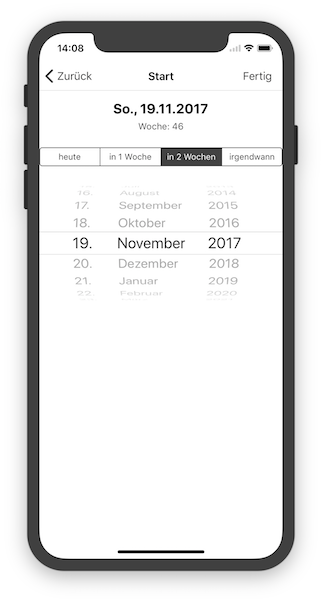 14:08
Zurück Start Fertig
So., 19.11.2017
Woche: 46
heute in 1 Woche in 2 Wochen irgendwann
16. August 2014
17. September 2015
18. Oktober 2016
19. November 2017
20. Dezember 2018
21. Januar 2019
22. Februar 2020